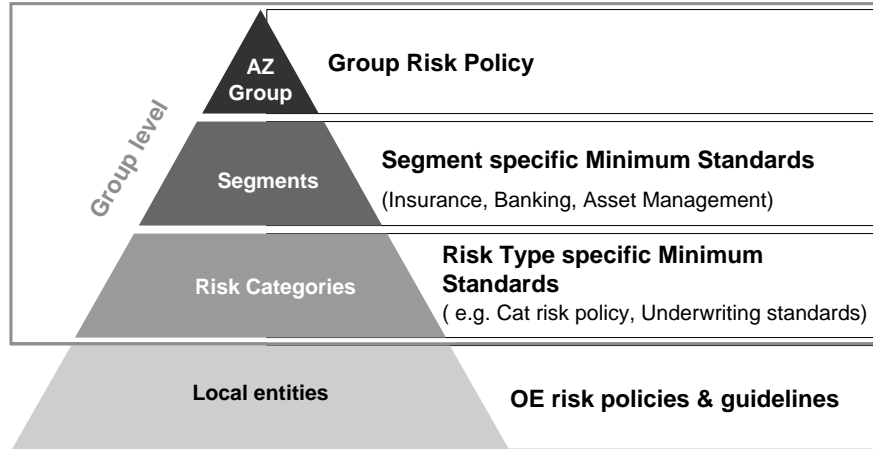 AZ
Group
Group Risk Policy
Group level
Segments
Segment specific Minimum Standards
(Insurance, Banking, Asset Management)
Risk Categories
Risk Type specific Minimum
Standards
( e.g. Cat risk policy, Underwriting standards)
Local entities
OE risk policies & guidelines